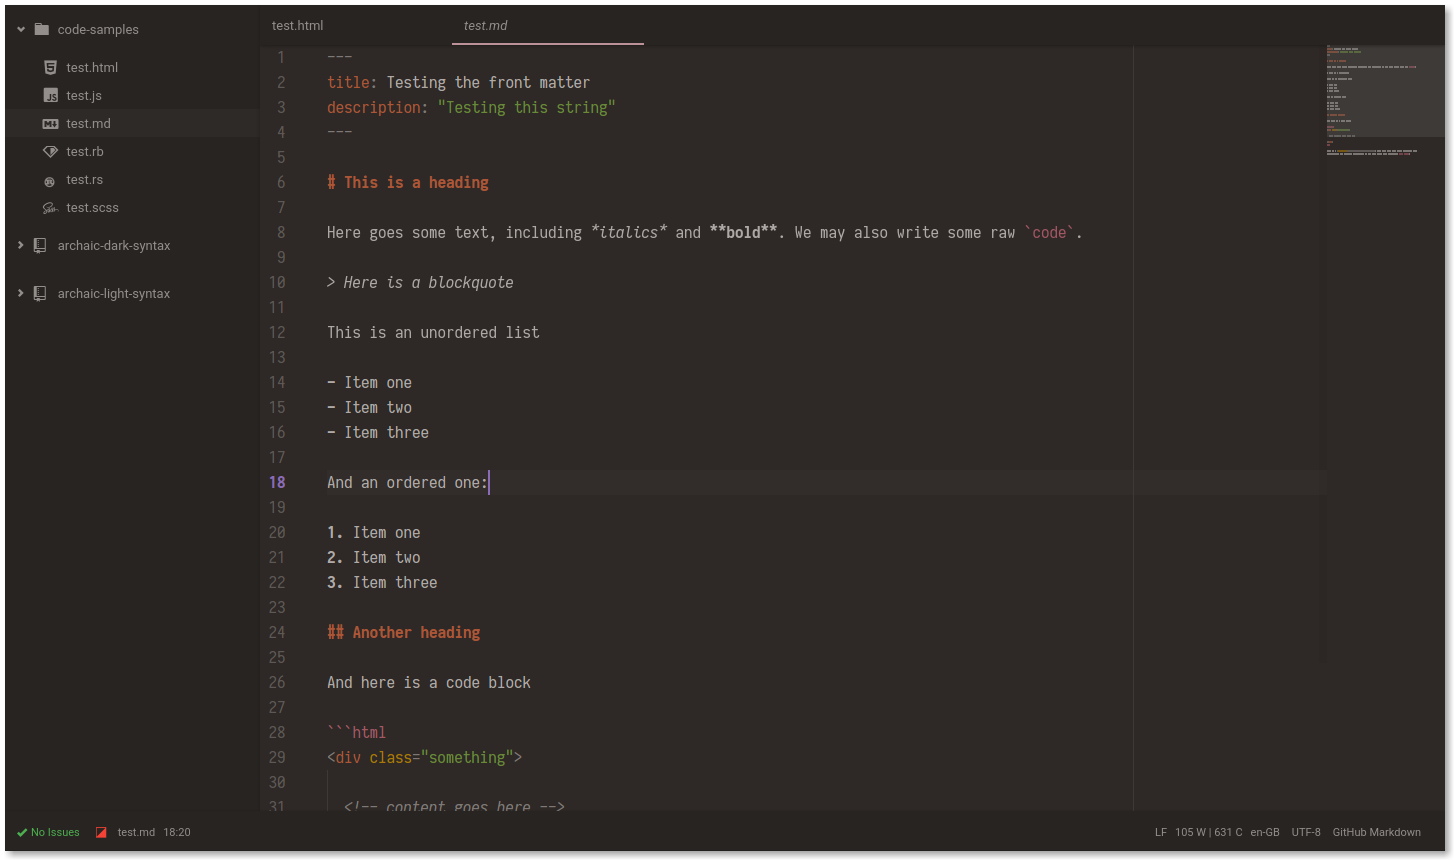 code-samples
test.html
test.js
test.md
test.rb
test.rs
test.scss
archaic-dark-syntax
archaic-light-syntax
test.html test.md
1 ---
2 title: Testing the front matter
3 description: "Testing this string"
4 ---
5
6 # This is a heading
7
8 Here goes some text, including *italics* and **bold**. We may also write some raw `code`.
9
10 > Here is a blockquote
11
12 This is an unordered list
13
14 - Item one
15 - Item two
16 - Item three
17
18 And an ordered one:
19
20 1. Item one
21 2. Item two
22 3. Item three
23
24 ## Another heading
25
26 And here is a code block
27
28 ```html
29 <div class="something">
30
31 <!-- content goes here -->
No Issues test.md 18:20 LF 105 W | 631 C en-GB UTF-8 GitHub Markdown